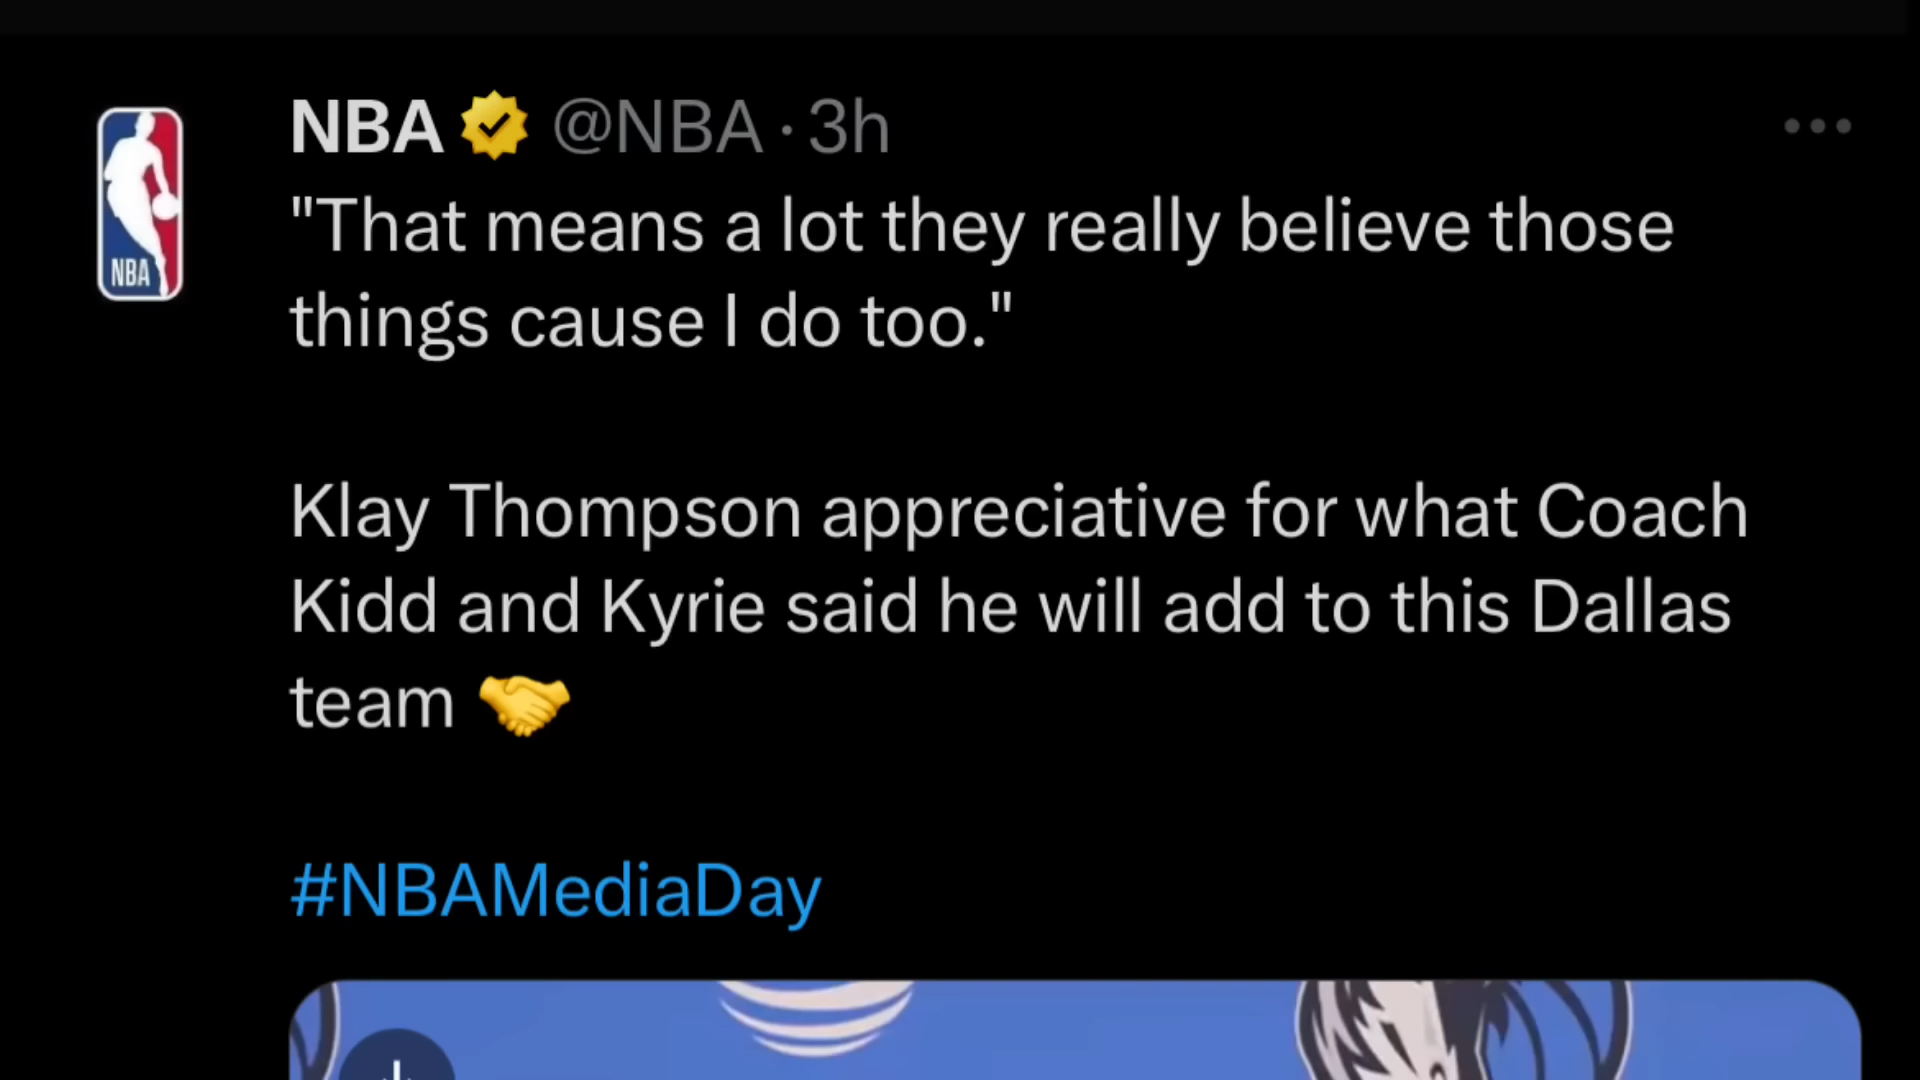 NBA @NBA · 3h
NBA
"That means a lot they really believe those
things cause I do too."
Klay Thompson appreciative for what Coach
Kidd and Kyrie said he will add to this Dallas
team 🤝
#NBAMediaDay